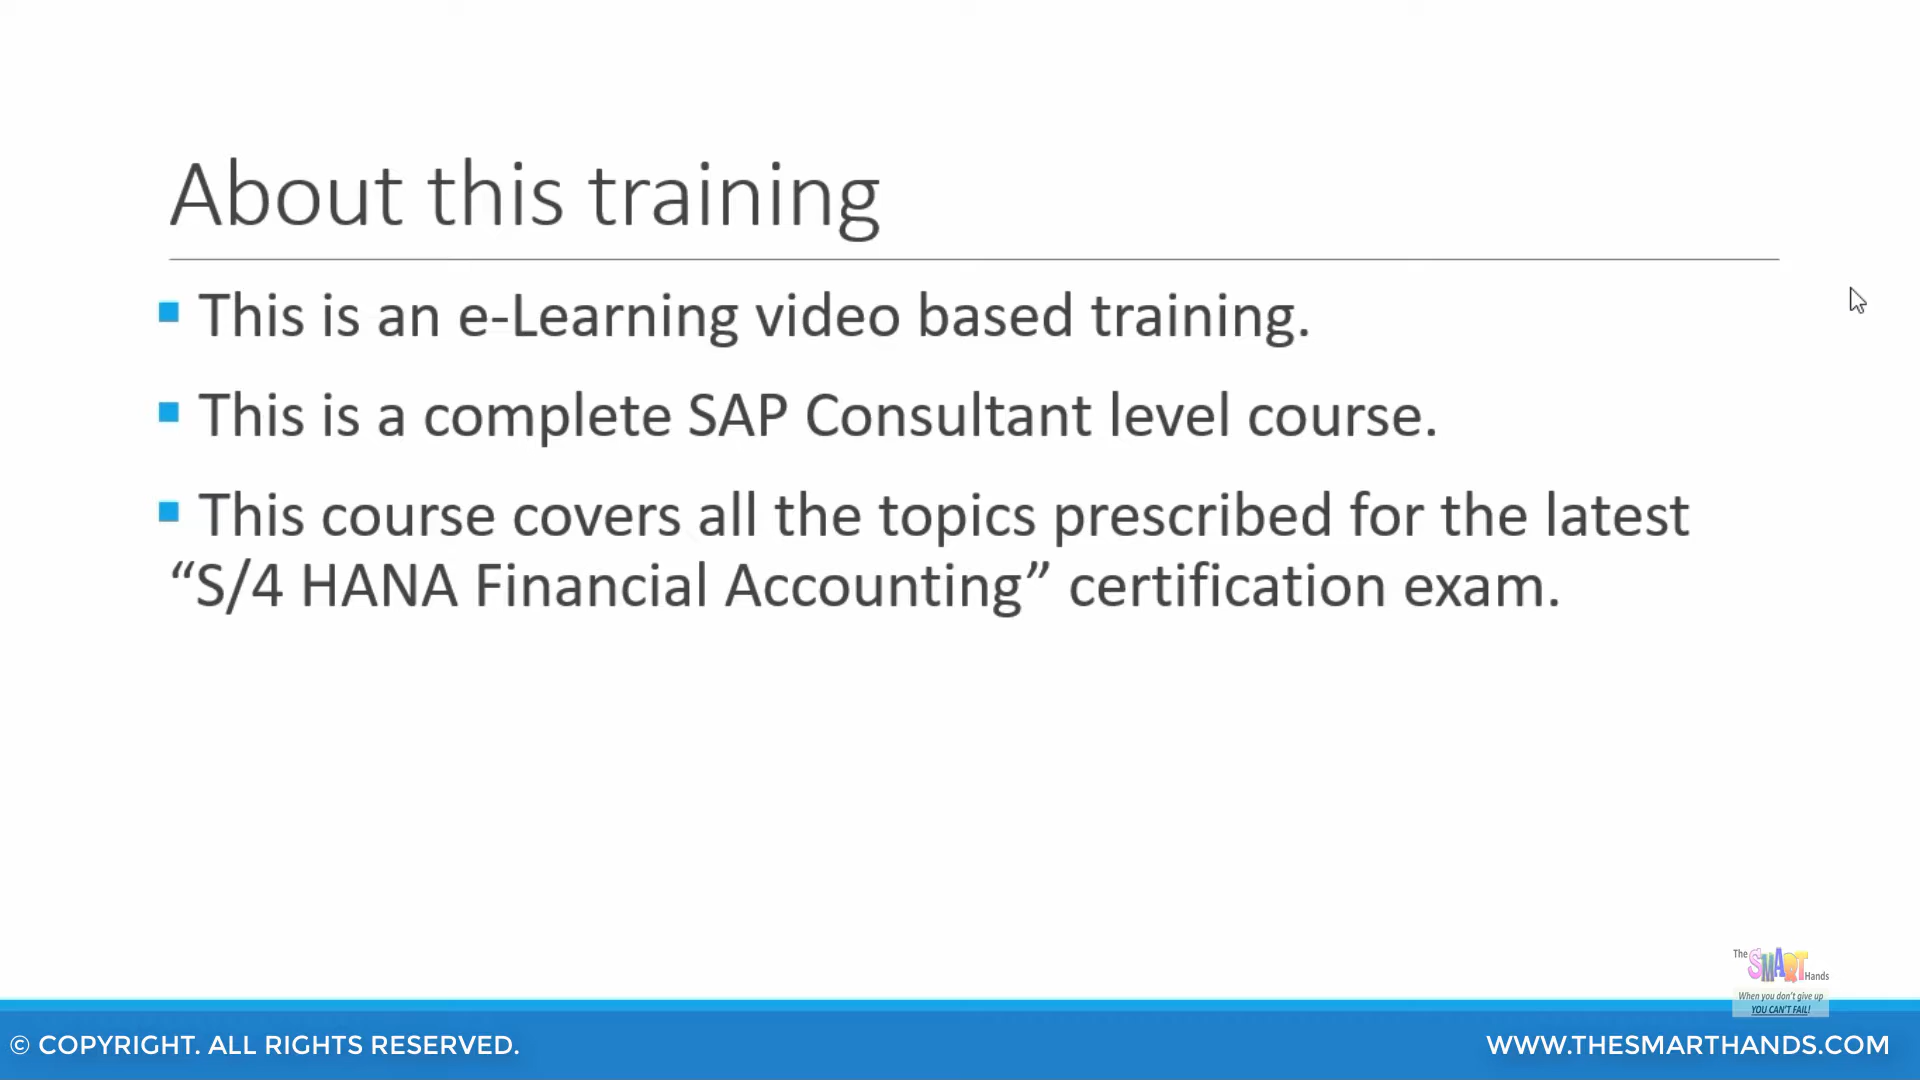 About this training
This is an e-Learning video based training.
This is a complete SAP Consultant level course.
This course covers all the topics prescribed for the latest
“S/4 HANA Financial Accounting” certification exam.
The SMART Hands
When you don't give up
YOU CAN'T FAIL!
© COPYRIGHT. ALL RIGHTS RESERVED.
WWW.THESMARTHANDS.COM